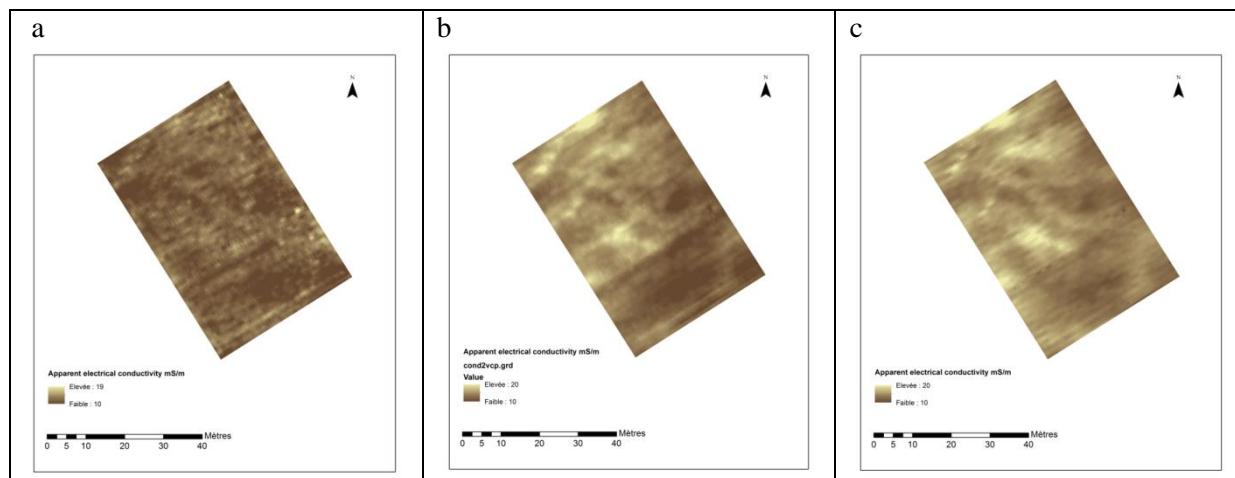 a
N
Apparent electrical conductivity mS/m
Elevée : 19
Faible : 10
Mètres
0 5 10 20 30 40
b
N
Apparent electrical conductivity mS/m
cond2vcp.grd
Value
Elevée : 20
Faible : 10
Mètres
0 5 10 20 30 40
c
N
Apparent electrical conductivity mS/m
Elevée : 20
Faible : 10
Mètres
0 5 10 20 30 40